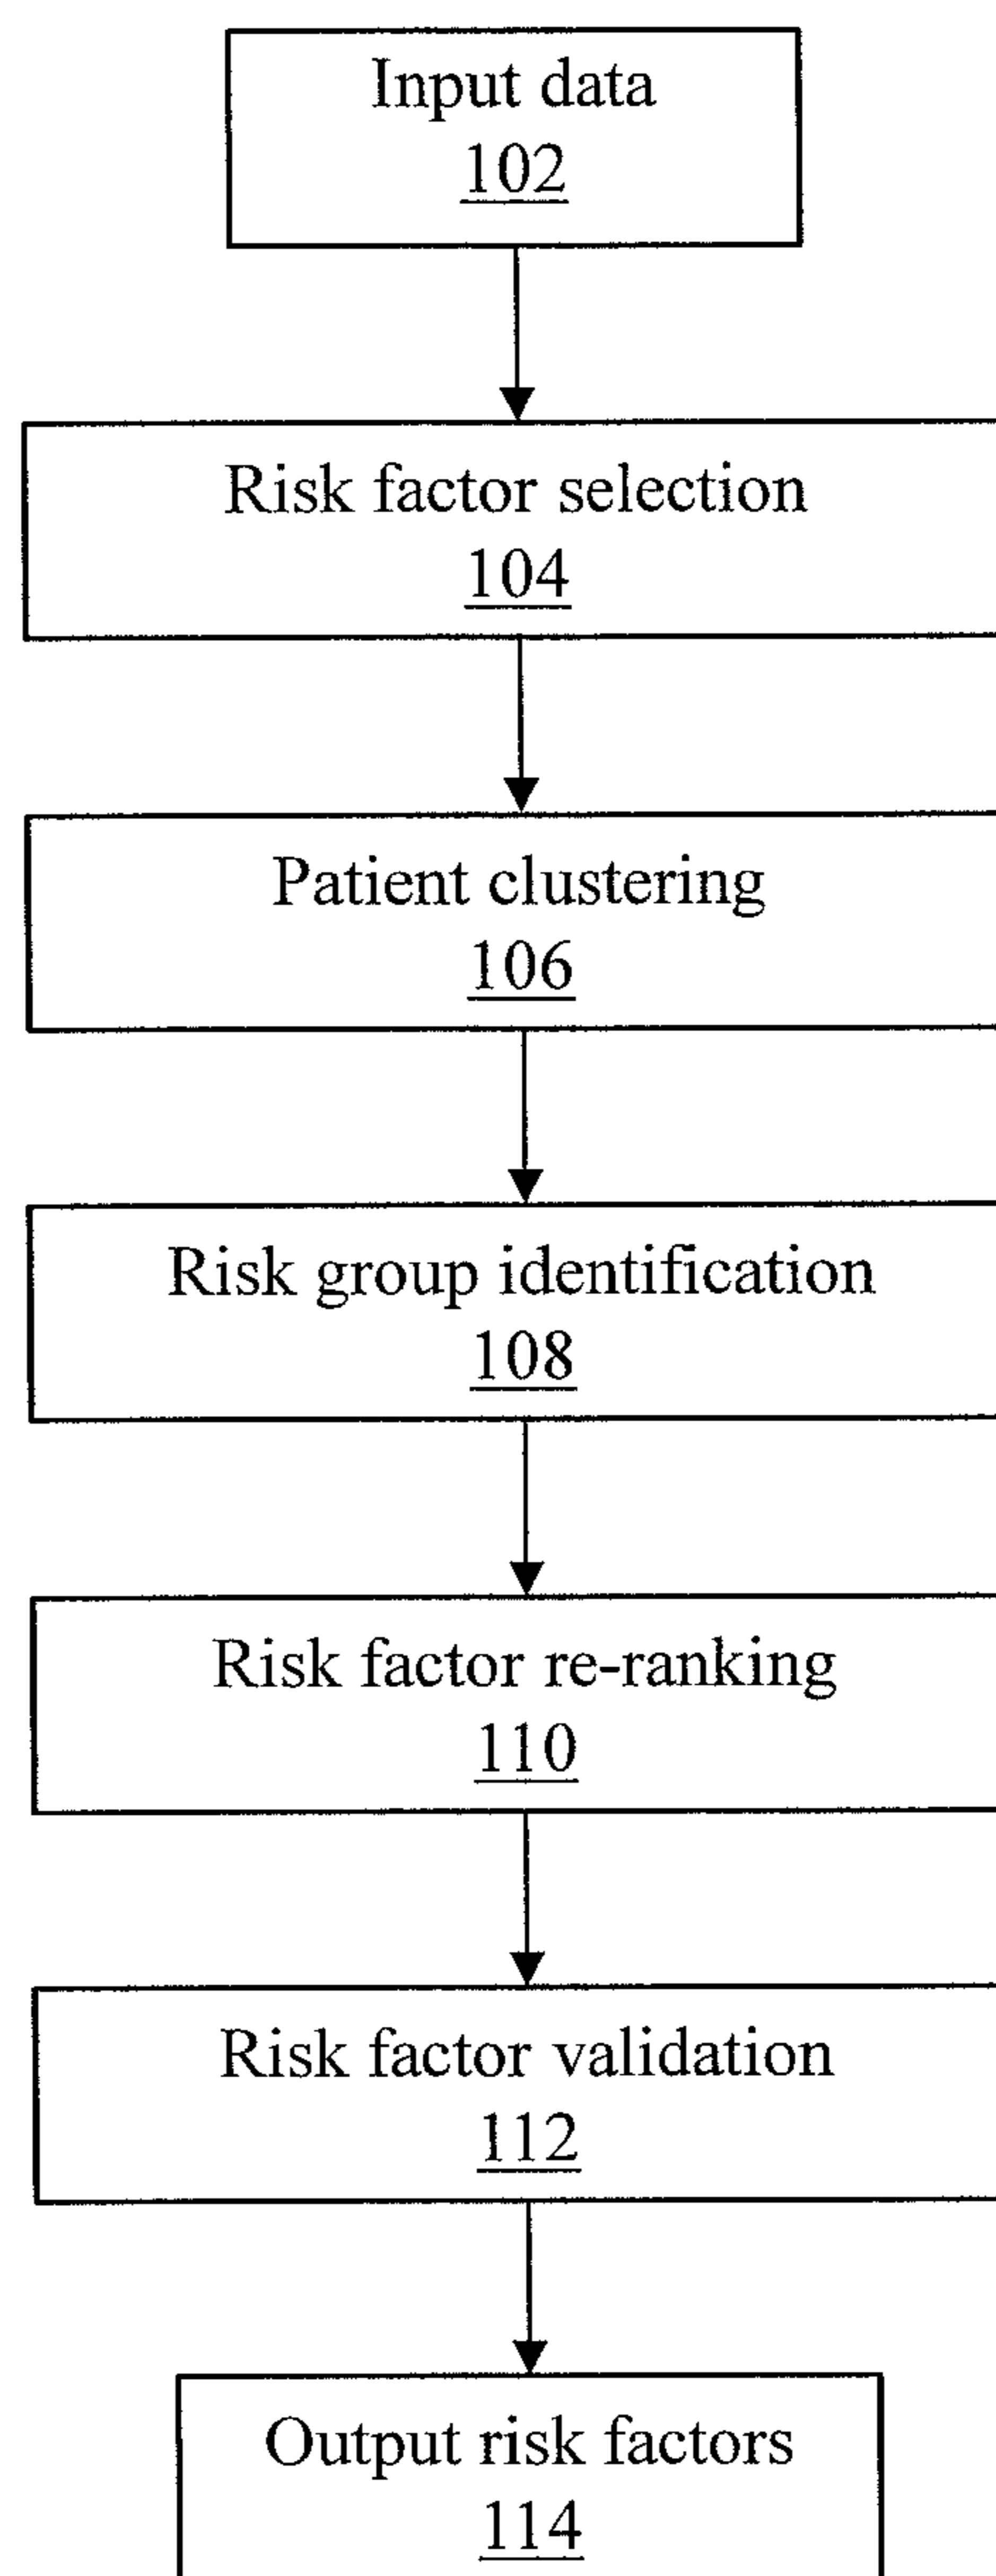 Input data
102
Risk factor selection
104
Patient clustering
106
Risk group identification
108
Risk factor re-ranking
110
Risk factor validation
112
Output risk factors
114